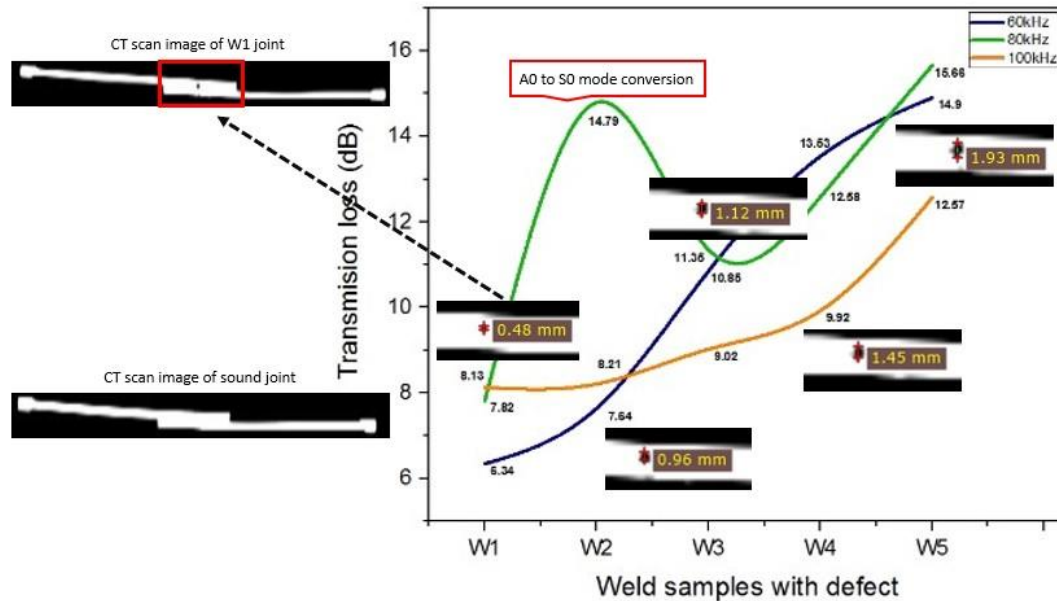 CT scan image of W1 joint
CT scan image of sound joint
Transmision loss (dB)
16
14
12
10
8
6
60kHz
80kHz
100kHz
A0 to S0 mode conversion
14.79
15.66
14.9
13.53
1.93 mm
1.12 mm
12.58
12.57
11.35
10.85
0.48 mm
9.92
9.02
1.45 mm
8.13
8.21
7.82
7.64
0.96 mm
6.34
W1
W2
W3
W4
W5
Weld samples with defect